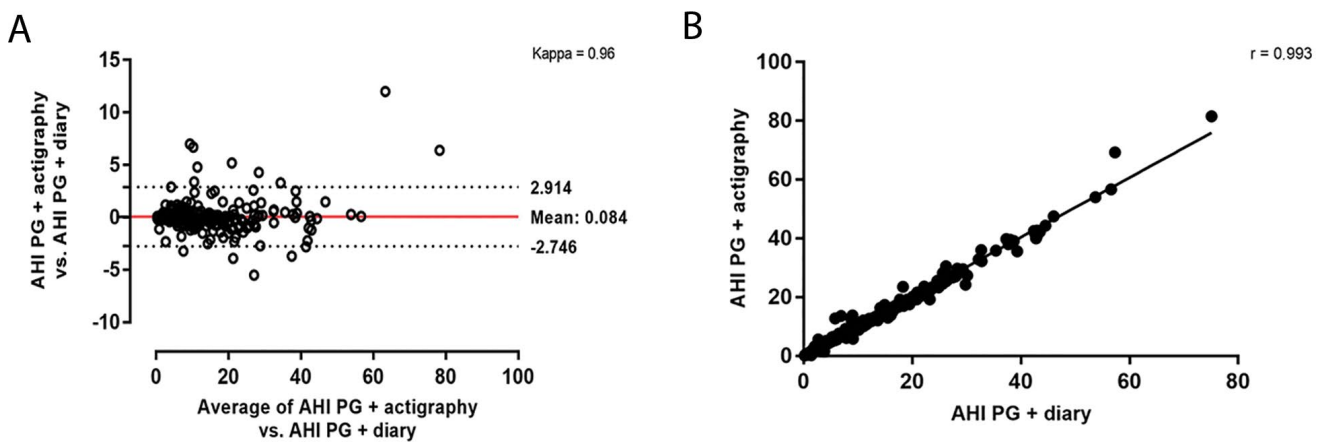 A
Kappa = 0.96
AHI PG + actigraphy
vs. AHI PG + diary
15
10
5
0
-5
-10
2.914
Mean: 0.084
-2.746
0 20 40 60 80 100
Average of AHI PG + actigraphy
vs. AHI PG + diary
B
r = 0.993
AHI PG + actigraphy
100
80
60
40
20
0
0 20 40 60 80
AHI PG + diary